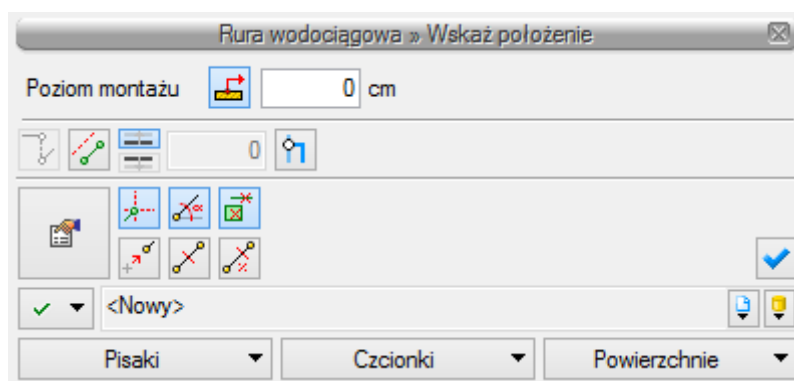 Rura wodociągowa » Wskaż położenie
Poziom montażu 0 cm
0
<Nowy>
Pisaki Czcionki Powierzchnie